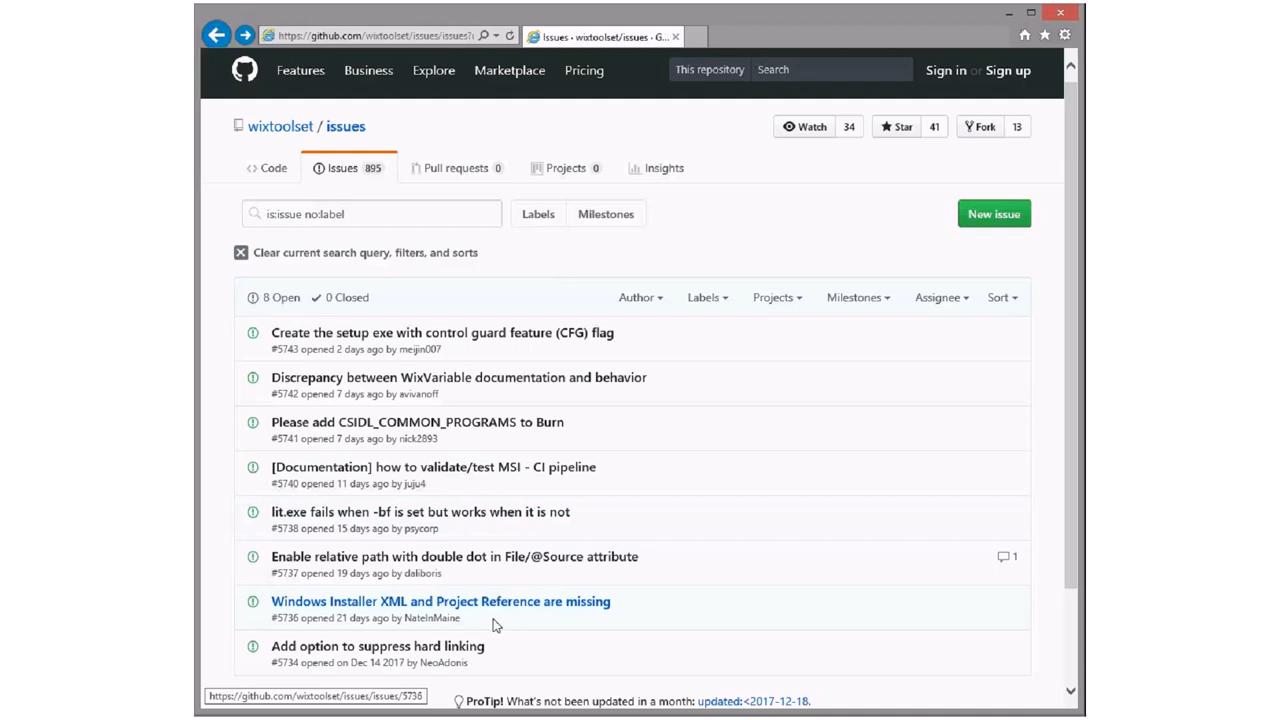 https://github.com/wixtoolset/issues/issues?
Issues · wixtoolset/issues · G...
Features Business Explore Marketplace Pricing This repository Search Sign in or Sign up
wixtoolset / issues
Watch 34 Star 41 Fork 13
Code Issues 895 Pull requests 0 Projects 0 Insights
is:issue no:label Labels Milestones New issue
Clear current search query, filters, and sorts
8 Open 0 Closed Author Labels Projects Milestones Assignee Sort
Create the setup exe with control guard feature (CFG) flag
#5743 opened 2 days ago by meijin007
Discrepancy between WixVariable documentation and behavior
#5742 opened 7 days ago by avivanoff
Please add CSIDL_COMMON_PROGRAMS to Burn
#5741 opened 7 days ago by nick2893
[Documentation] how to validate/test MSI - CI pipeline
#5740 opened 11 days ago by juju4
lit.exe fails when -bf is set but works when it is not
#5738 opened 15 days ago by psycorp
Enable relative path with double dot in File/@Source attribute
1
#5737 opened 19 days ago by daliboris
Windows Installer XML and Project Reference are missing
#5736 opened 21 days ago by NateInMaine
Add option to suppress hard linking
#5734 opened on Dec 14 2017 by NeoAdonis
https://github.com/wixtoolset/issues/issues/5736
ProTip! What's not been updated in a month: updated:<2017-12-18.